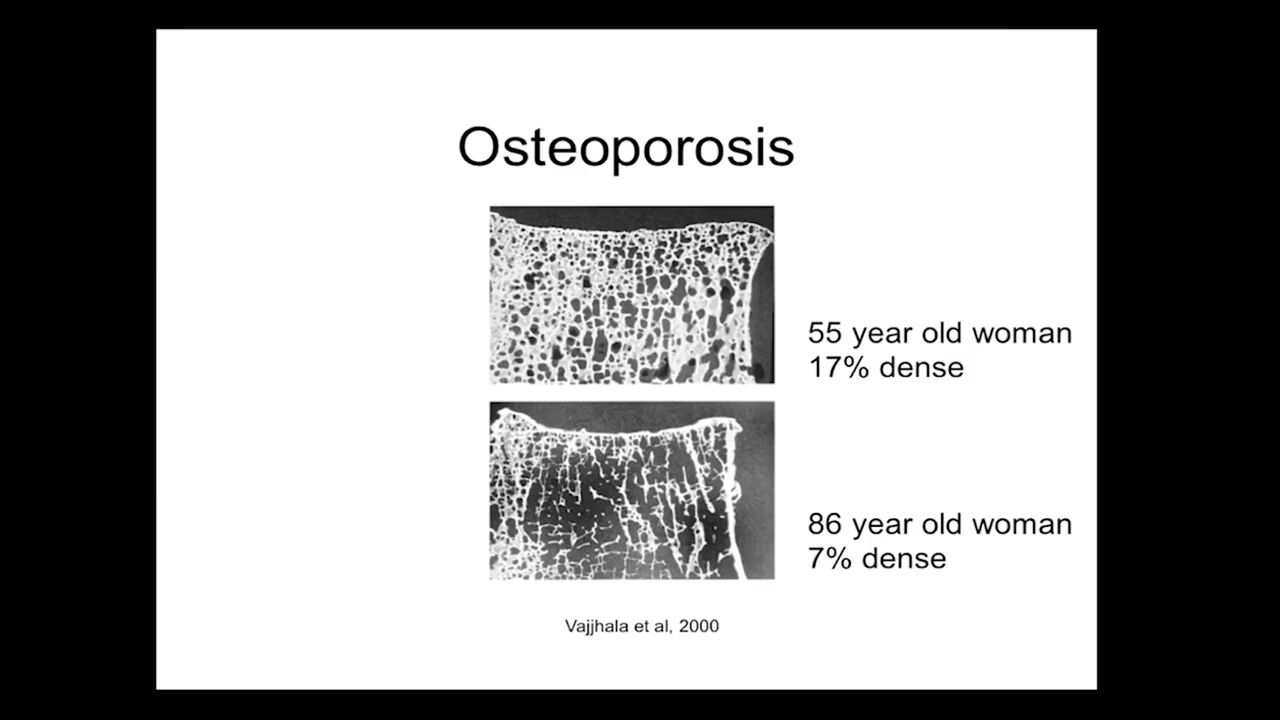 Osteoporosis
55 year old woman
17% dense
86 year old woman
7% dense
Vajjhala et al, 2000